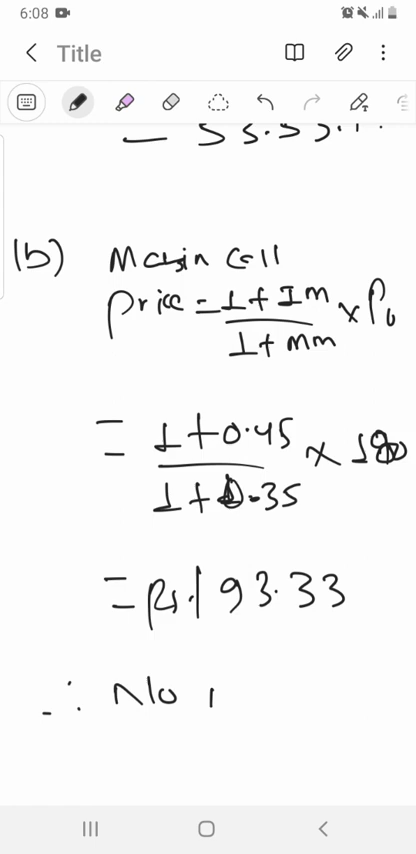 6:08
Title
(b) Margin Call
Price = 1 + Im / 1 + mm × P0
= 1 + 0.45 / 1 + 0.35 × 180
= Rs. 193.33
∴ No